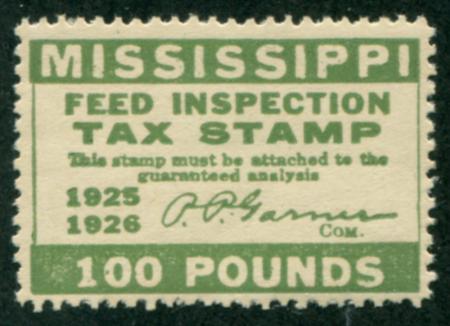 MISSISSIPPI
FEED INSPECTION
TAX STAMP
This stamp must be attached to the
guaranteed analysis
1925
1926 P. P. Garner
COM.
100 POUNDS